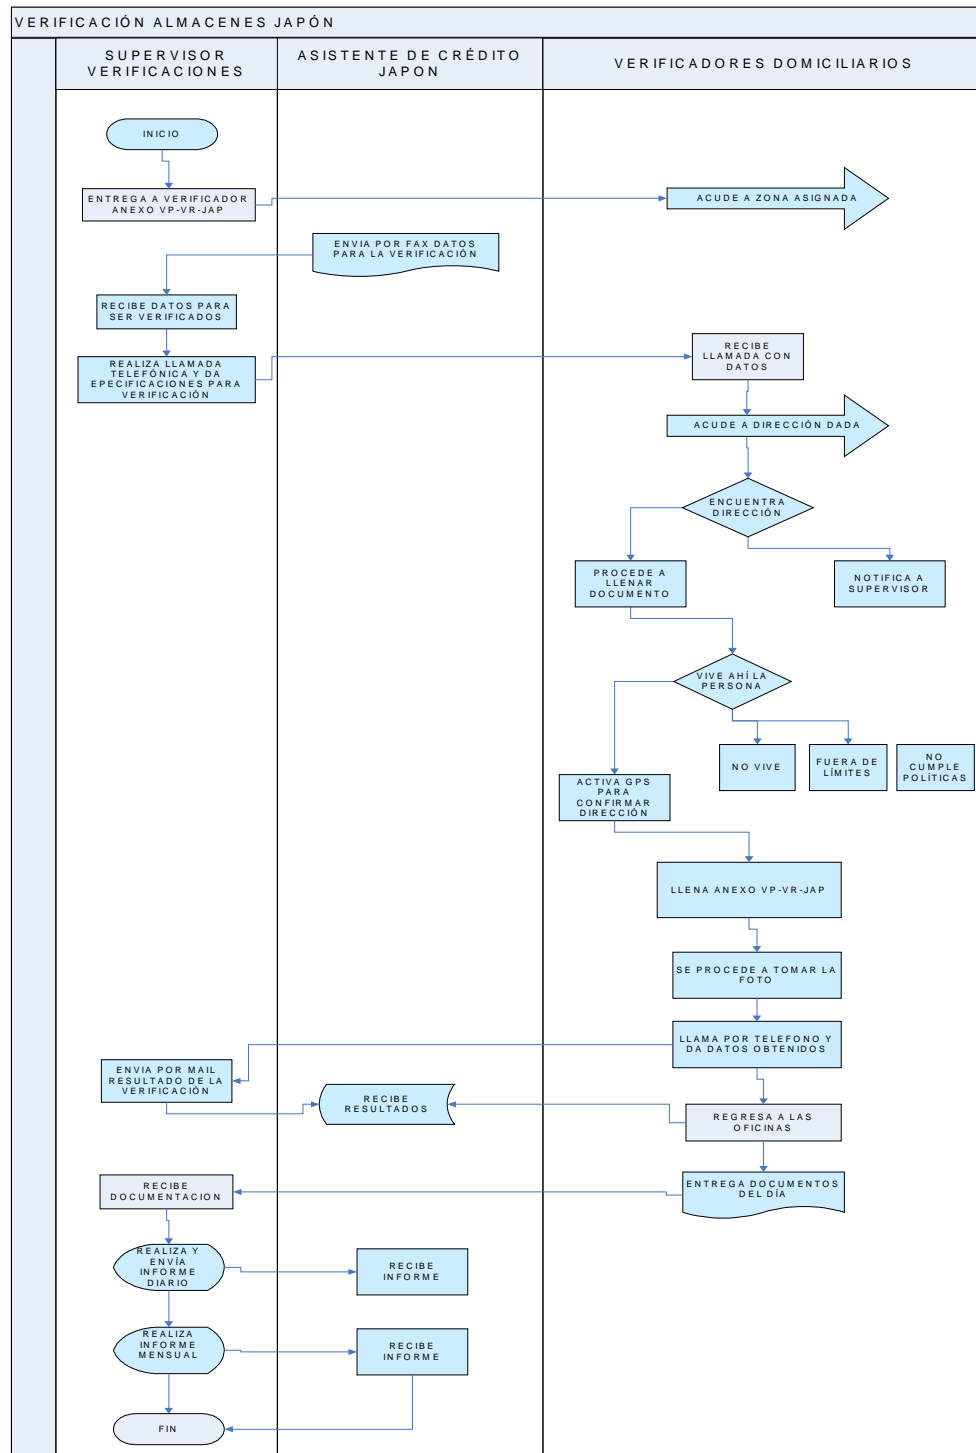 VERIFICACIÓN ALMACENES JAPÓN
SUPERVISOR
VERIFICACIONES
ASISTENTE DE CRÉDITO
JAPON
VERIFICADORES DOMICILIARIOS
INICIO
ENTREGA A VERIFICADOR
ANEXO VP-VR-JAP
ACUDE A ZONA ASIGNADA
ENVIA POR FAX DATOS
PARA LA VERIFICACIÓN
RECIBE DATOS PARA
SER VERIFICADOS
REALIZA LLAMADA
TELEFÓNICA Y DA
EPECIFICACIONES PARA
VERIFICACIÓN
RECIBE
LLAMADA CON
DATOS
ACUDE A DIRECCIÓN DADA
ENCUENTRA
DIRECCIÓN
PROCEDE A
LLENAR
DOCUMENTO
NOTIFICA A
SUPERVISOR
VIVE AHÍ LA
PERSONA
NO VIVE
FUERA DE
LÍMITES
NO
CUMPLE
POLÍTICAS
ACTIVA GPS
PARA
CONFIRMAR
DIRECCIÓN
LLENA ANEXO VP-VR-JAP
SE PROCEDE A TOMAR LA
FOTO
LLAMA POR TELEFONO Y
DA DATOS OBTENIDOS
ENVIA POR MAIL
RESULTADO DE LA
VERIFICACIÓN
RECIBE
RESULTADOS
REGRESA A LAS
OFICINAS
RECIBE
DOCUMENTACION
ENTREGA DOCUMENTOS
DEL DÍA
REALIZA Y
ENVÍA
INFORME
DIARIO
RECIBE
INFORME
REALIZA
INFORME
MENSUAL
RECIBE
INFORME
FIN